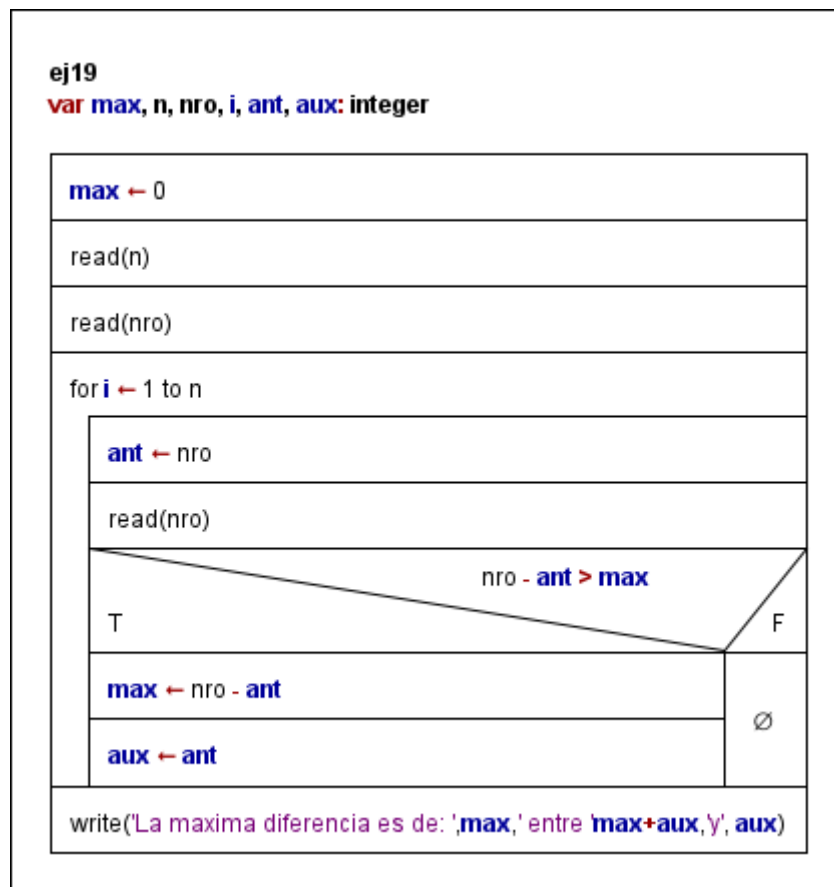 ej19
var max, n, nro, i, ant, aux: integer
max ← 0
read(n)
read(nro)
for i ← 1 to n
ant ← nro
read(nro)
nro - ant > max
T F
max ← nro - ant
∅
aux ← ant
write('La maxima diferencia es de: ',max,' entre 'max+aux,'y', aux)